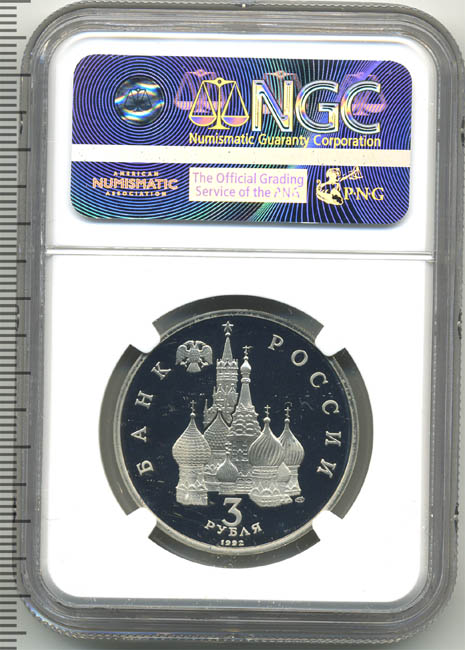 NGC
Numismatic Guaranty Corporation
AMERICAN
NUMISMATIC
ASSOCIATION
The Official Grading
Service of the PNG
P·N·G
БАНК РОССИИ
3
РУБЛЯ
1992